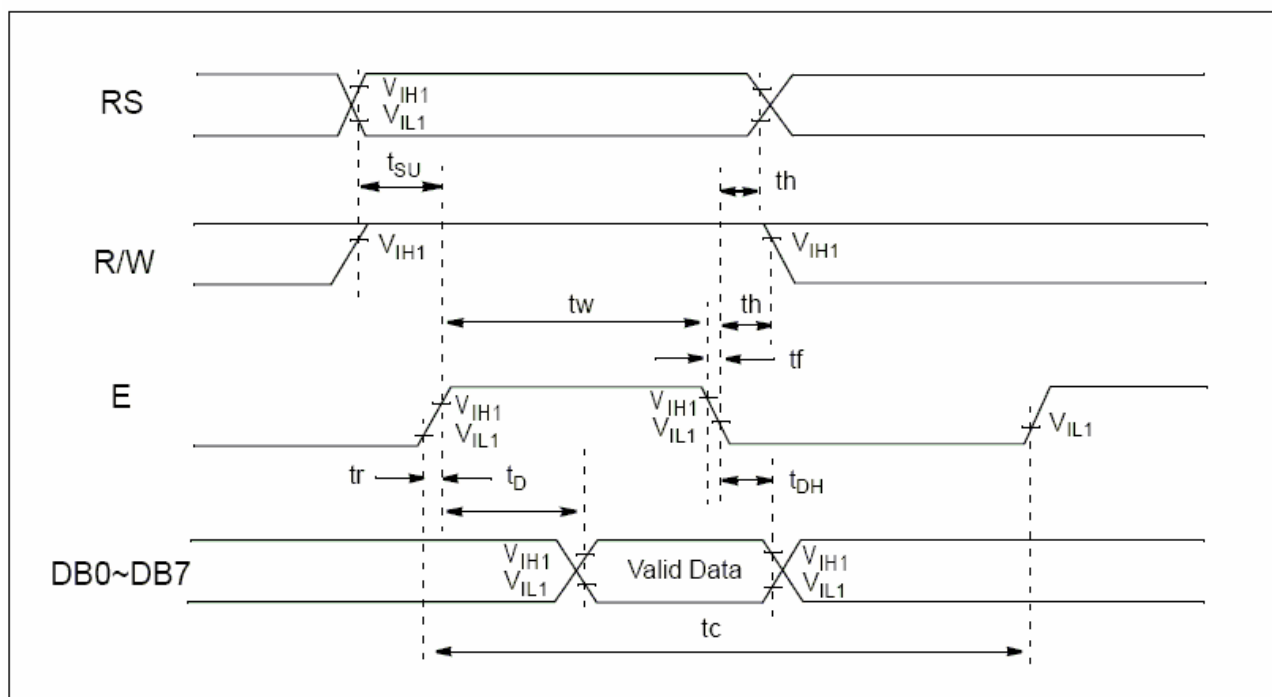 RS
VIH1
VIL1
tSU
th
R/W
VIH1
VIH1
tw
th
tf
E
VIH1
VIL1
VIH1
VIL1
VIL1
tr
tD
tDH
DB0~DB7
VIH1
VIL1
Valid Data
VIH1
VIL1
tc